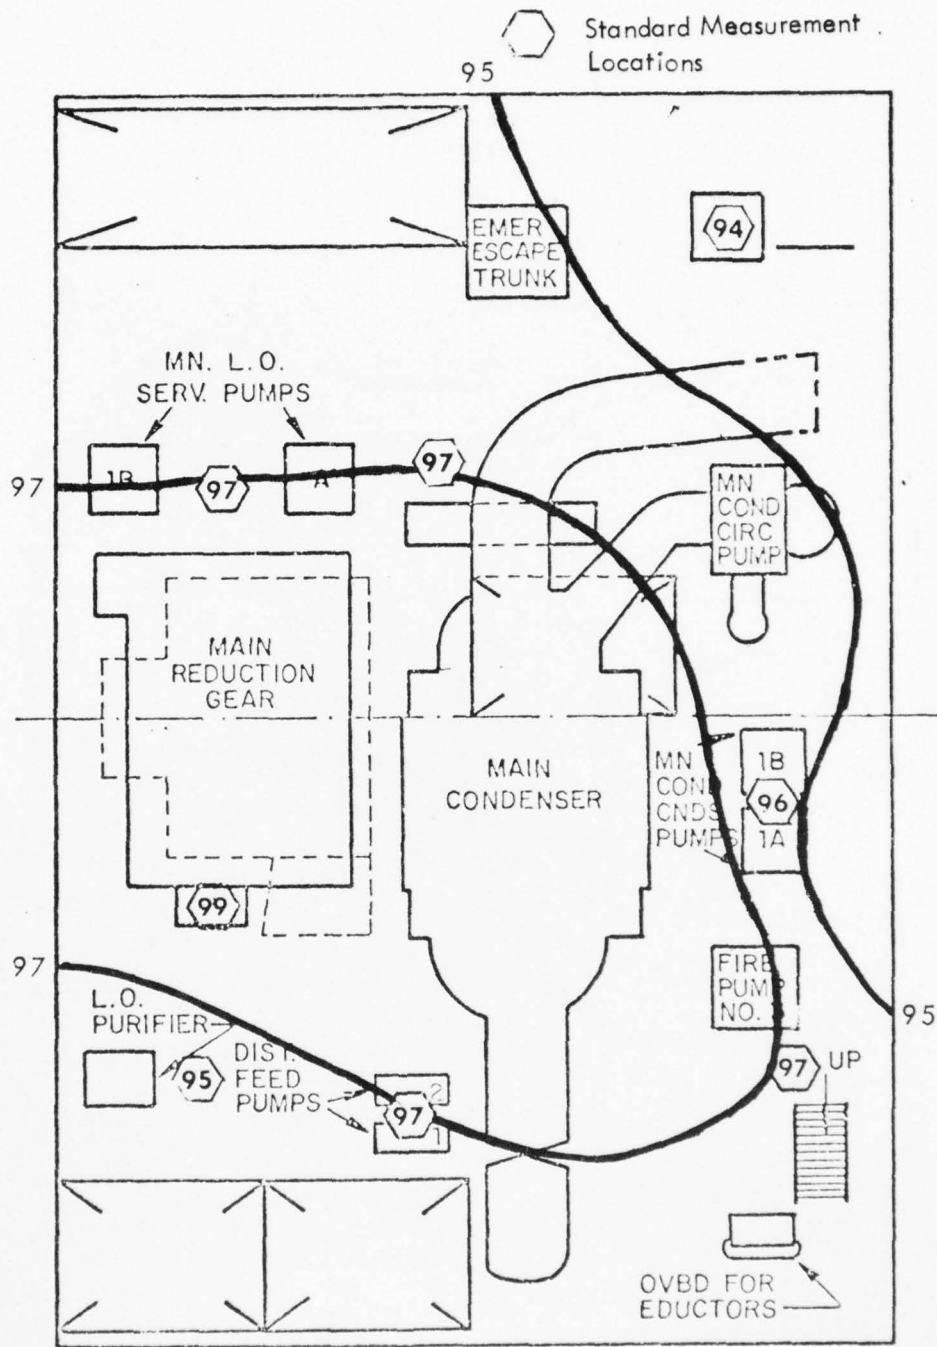 Standard Measurement
Locations
95
EMER
ESCAPE
TRUNK
94
MN. L.O.
SERV. PUMPS
97
1B
97
A
97
MN
COND
CIRC
PUMP
MAIN
REDUCTION
GEAR
MAIN
CONDENSER
MN
COND
CNDS
PUMPS
1B
96
1A
99
97
L.O.
PURIFIER
95
DIST.
FEED
PUMPS
2
97
1
FIRE
PUMP
NO.
95
97
UP
OVBD FOR
EDUCTORS